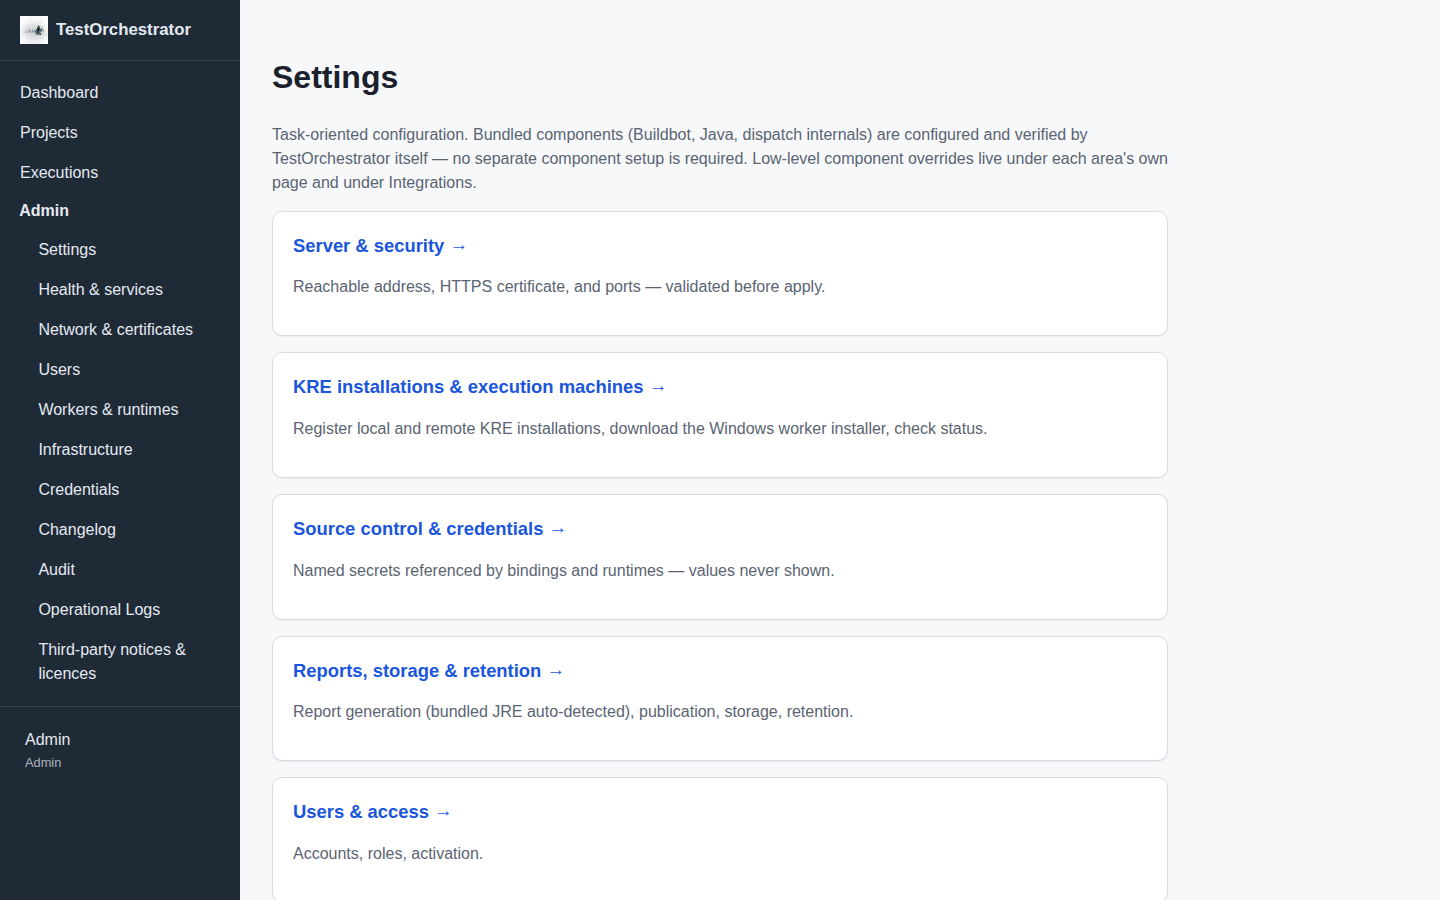 TestOrchestrator
Dashboard
Projects
Executions
Admin
Settings
Health & services
Network & certificates
Users
Workers & runtimes
Infrastructure
Credentials
Changelog
Audit
Operational Logs
Third-party notices &
licences
Admin
Admin
Settings
Task-oriented configuration. Bundled components (Buildbot, Java, dispatch internals) are configured and verified by
TestOrchestrator itself — no separate component setup is required. Low-level component overrides live under each area's own
page and under Integrations.
Server & security →
Reachable address, HTTPS certificate, and ports — validated before apply.
KRE installations & execution machines →
Register local and remote KRE installations, download the Windows worker installer, check status.
Source control & credentials →
Named secrets referenced by bindings and runtimes — values never shown.
Reports, storage & retention →
Report generation (bundled JRE auto-detected), publication, storage, retention.
Users & access →
Accounts, roles, activation.